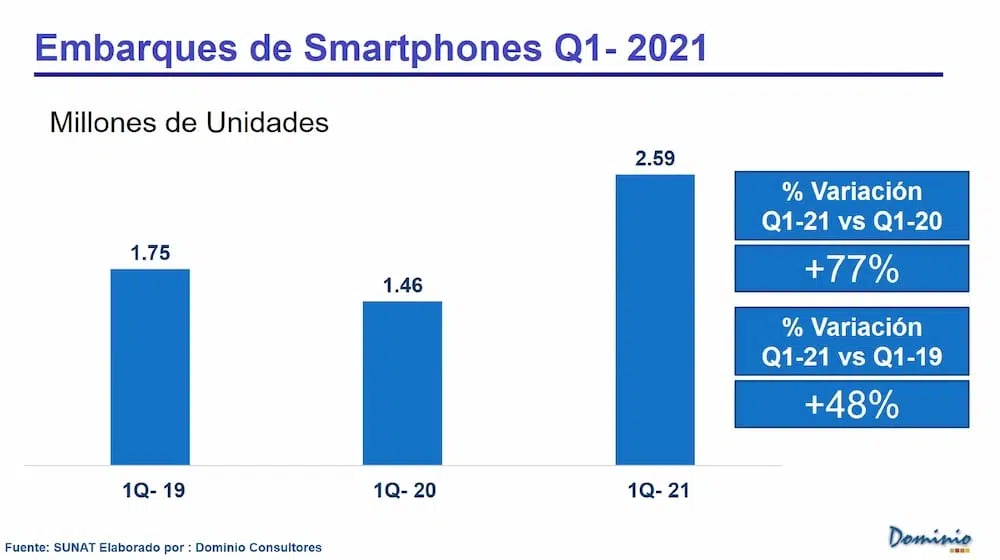 Embarques de Smartphones Q1- 2021
Millones de Unidades
1.75
1.46
2.59
1Q- 19
1Q- 20
1Q- 21
% Variación
Q1-21 vs Q1-20
+77%
% Variación
Q1-21 vs Q1-19
+48%
Fuente: SUNAT Elaborado por : Dominio Consultores
Dominio